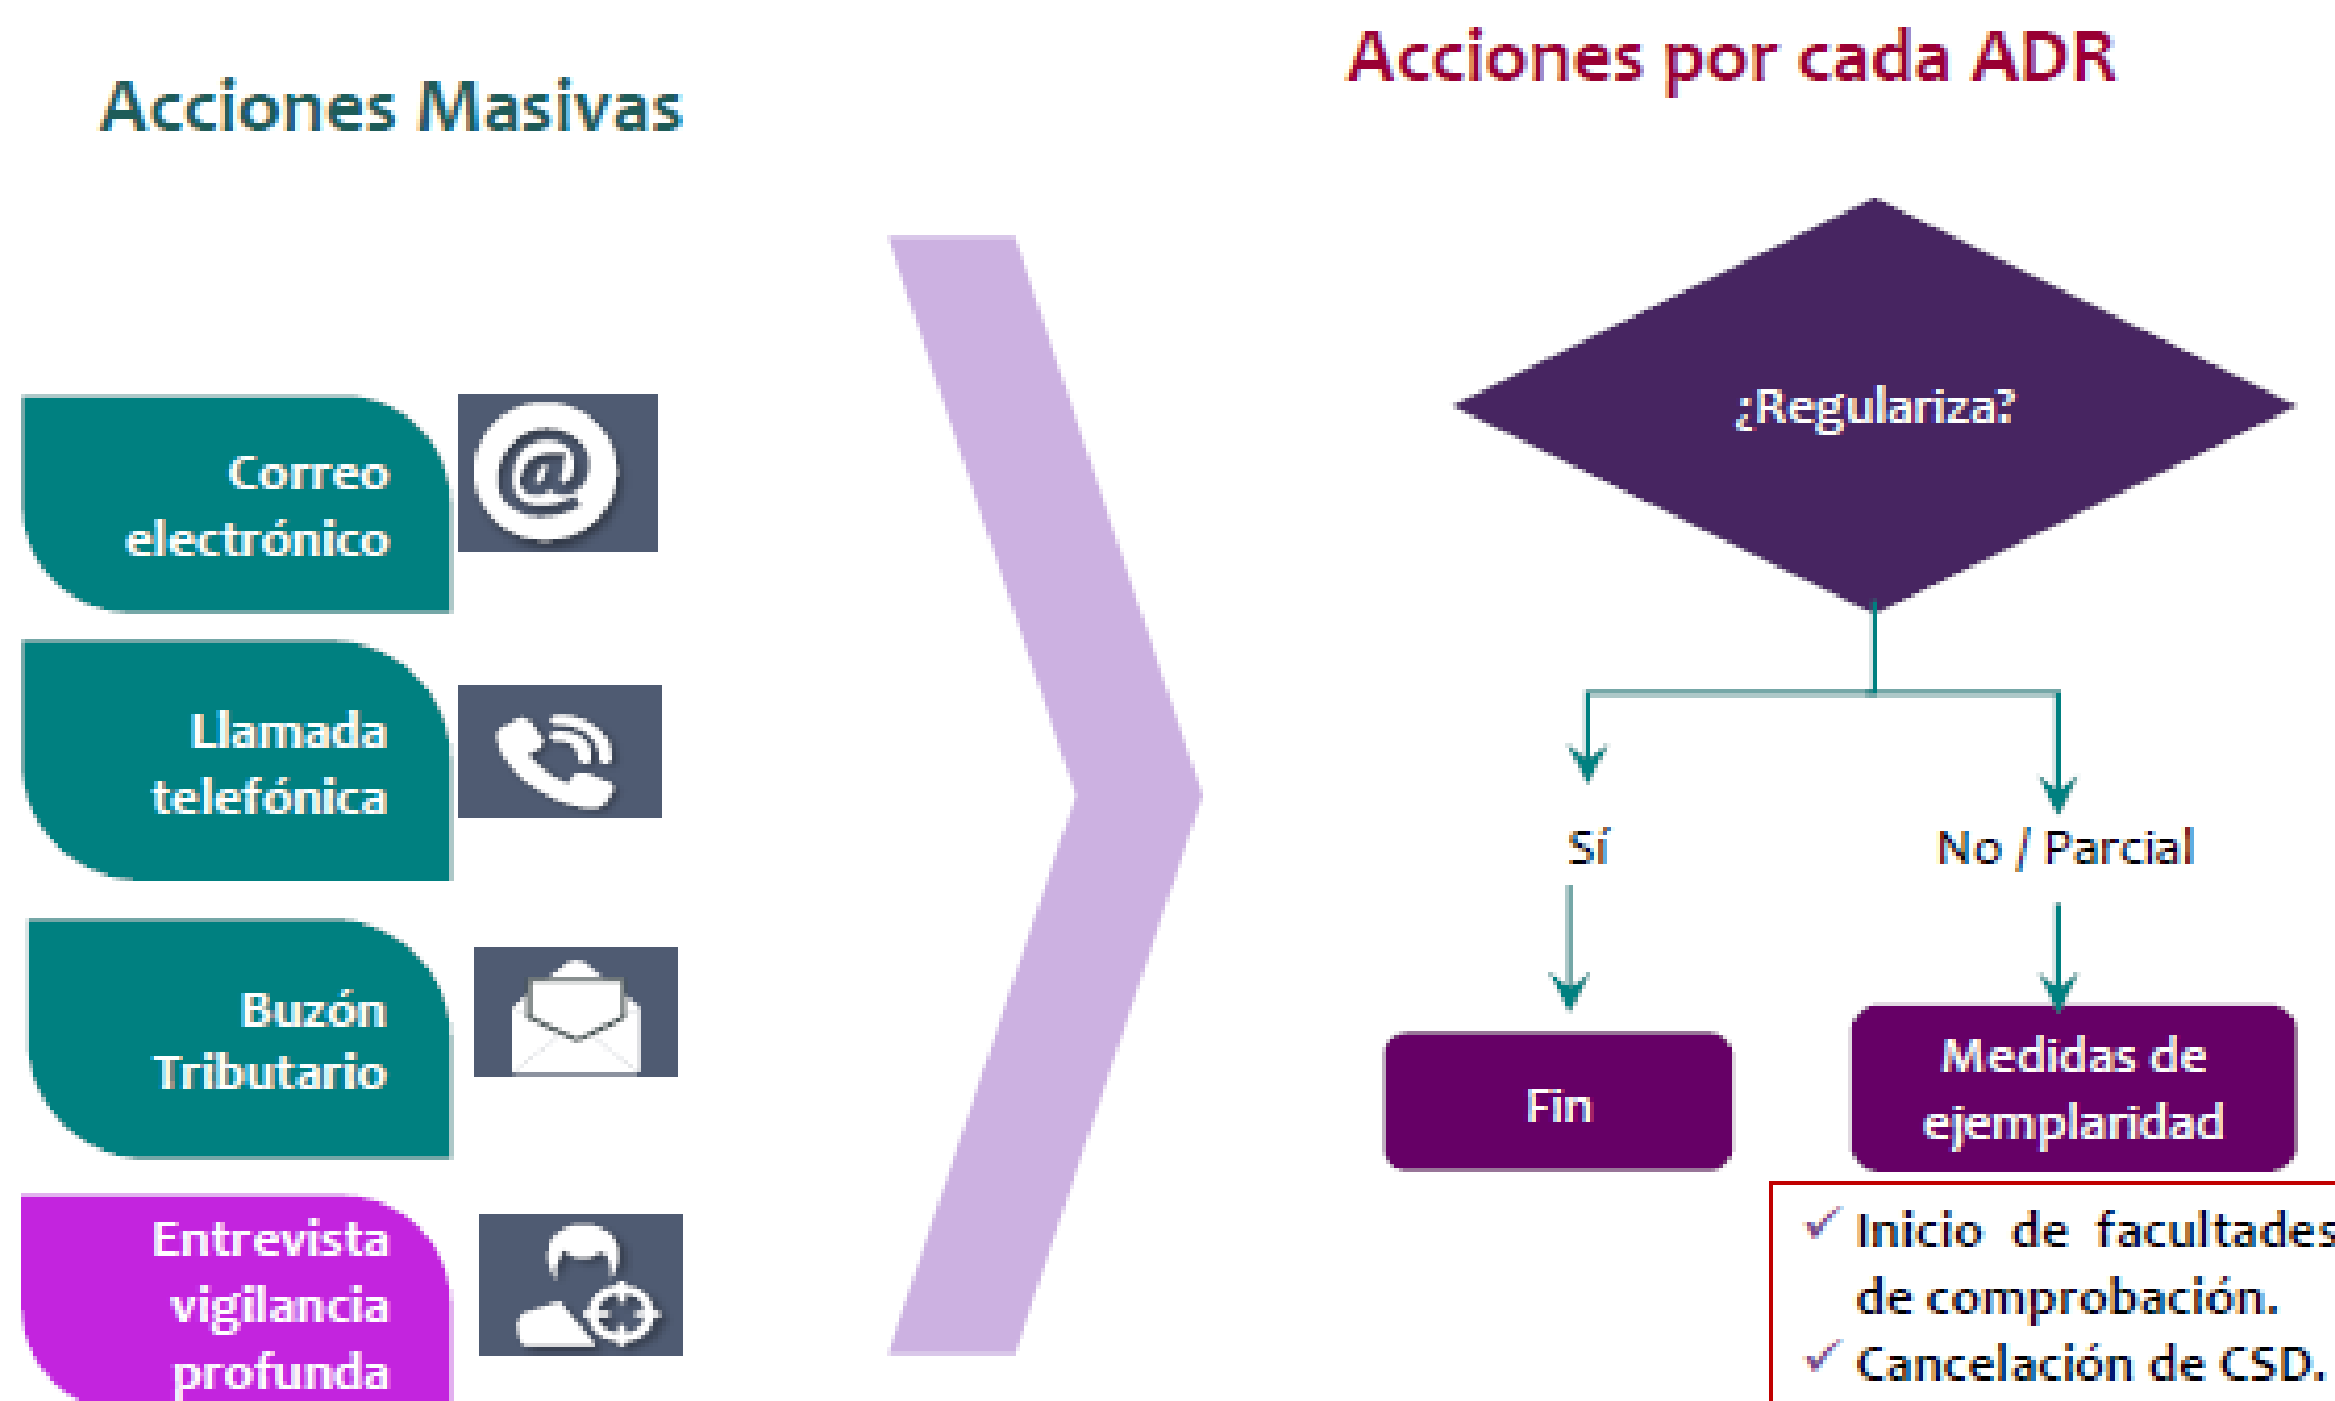 Acciones Masivas
Correo
electrónico
@
Llamada
telefónica
Buzón
Tributario
Entrevista
vigilancia
profunda
Acciones por cada ADR
¿Regulariza?
Sí
No / Parcial
Fin
Medidas de
ejemplaridad
✓ Inicio de facultades
de comprobación.
✓ Cancelación de CSD.